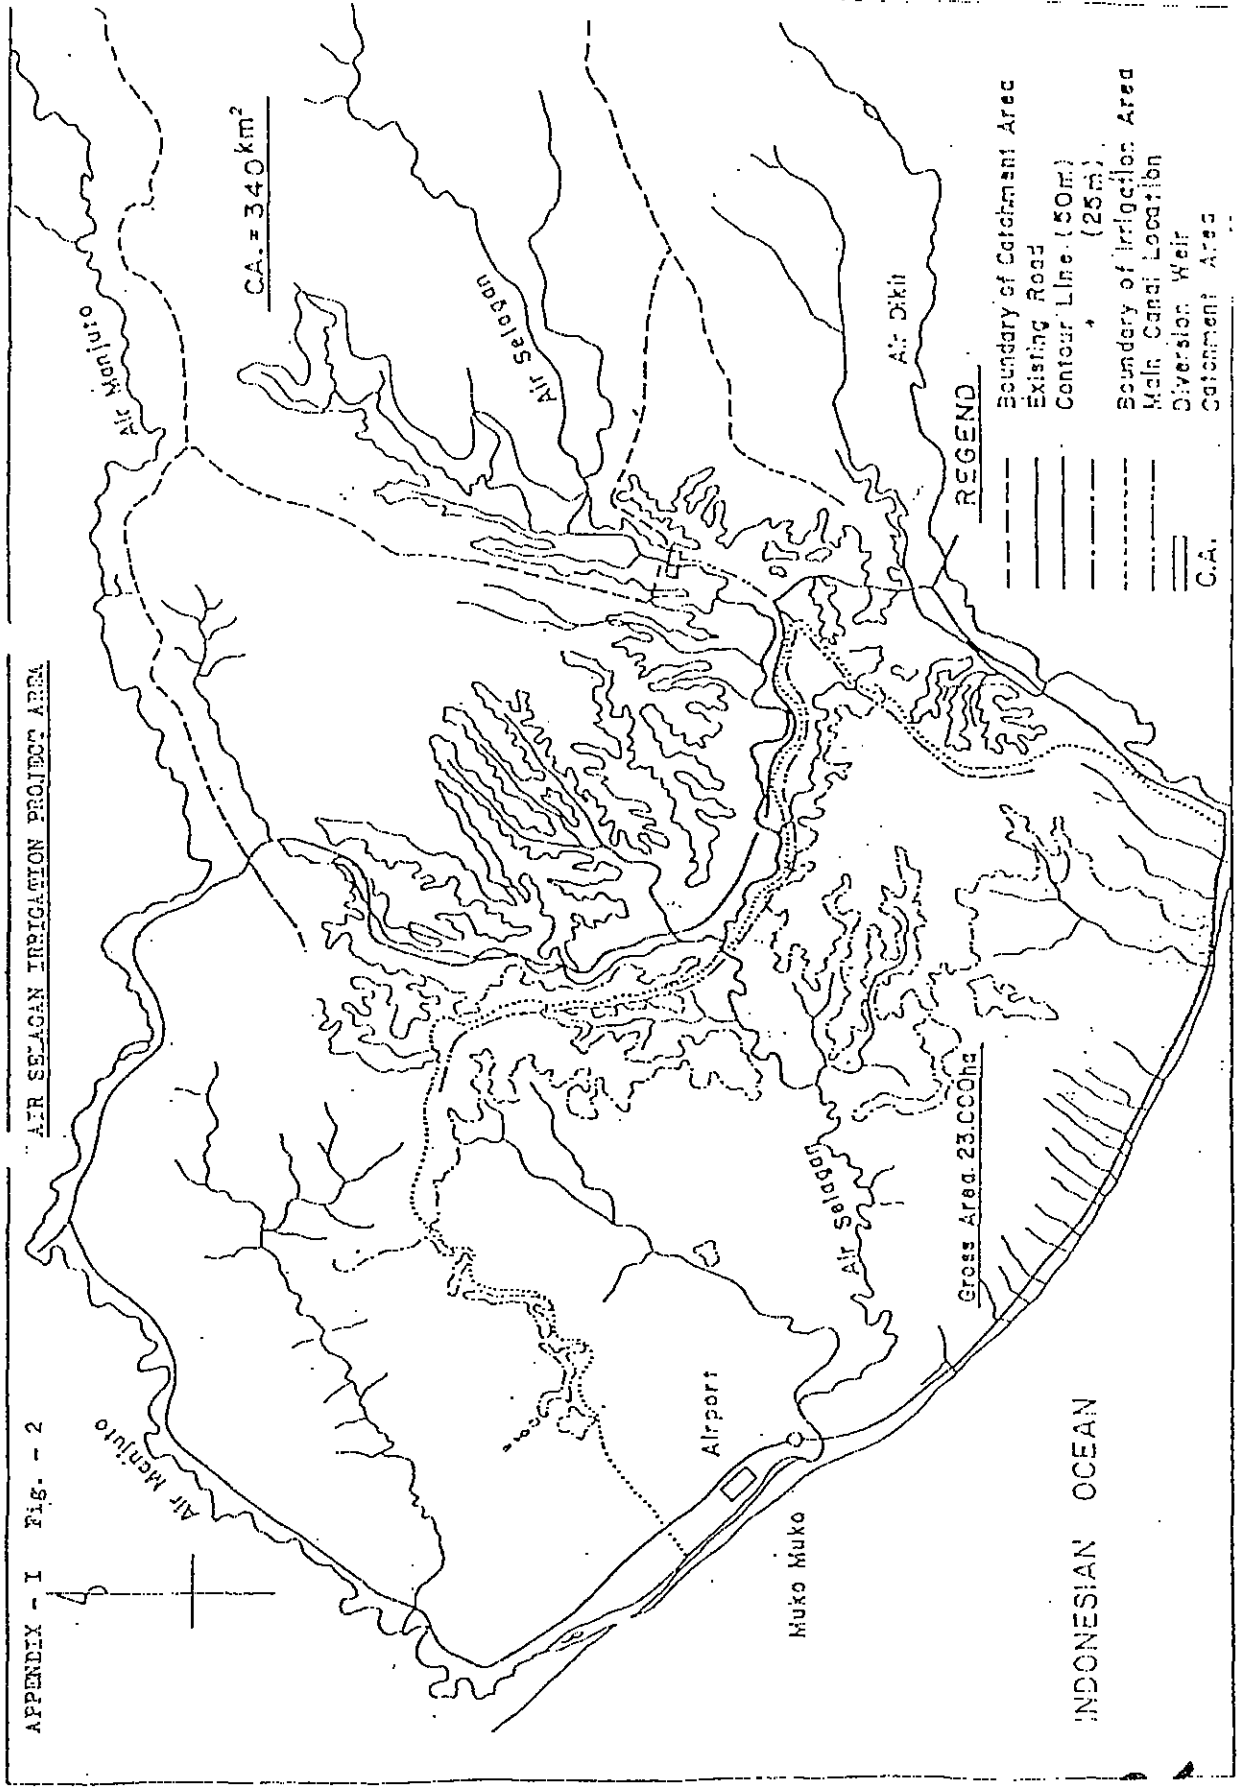 APPENDIX - I Fig. - 2
AIR SELAGAN IRRIGATION PROJECT AREA
Air Manjuto
Air Manjuto
C.A. = 340 km²
Air Selagan
Air Dikit
Air Selagan
Gross Area 23.000ha
Airport
Muko Muko
INDONESIAN OCEAN
REGEND
Boundary of Catchment Area
Existing Road
Contour Line (50m)
" (25m)
Boundary of Irrigation Area
Main Canal Location
Diversion Weir
C.A. Catchment Area